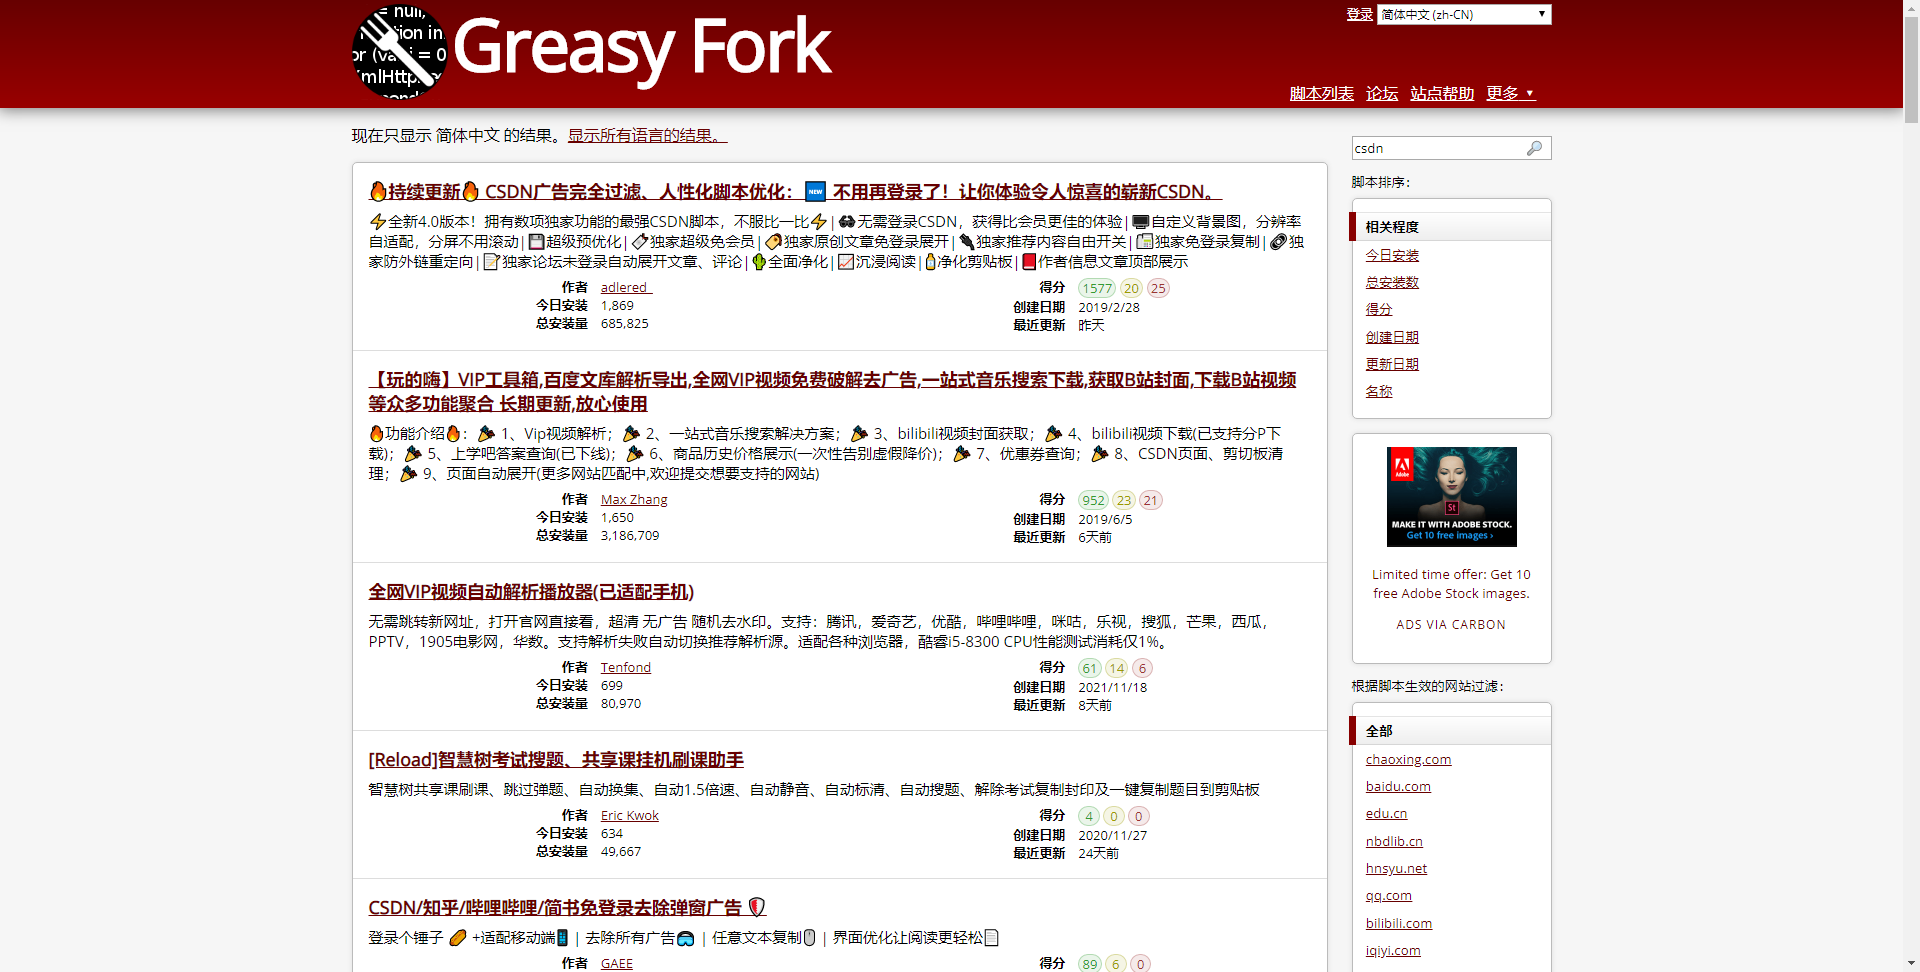 = null,
tion in
or (va i = 0
XmlHttp
Greasy Fork
登录 简体中文 (zh-CN)
脚本列表 论坛 站点帮助 更多
现在只显示 简体中文 的结果。显示所有语言的结果。
🔥持续更新🔥 CSDN广告完全过滤、人性化脚本优化：🆕 不用再登录了！让你体验令人惊喜的崭新CSDN。
⚡全新4.0版本！拥有数项独家功能的最强CSDN脚本，不服比一比⚡|🕶无需登录CSDN，获得比会员更佳的体验|🖥自定义背景图，分辨率
自适配，分屏不用滚动|💾超级预优化|🏷独家超级免会员|🏷独家原创文章免登录展开|🔌独家推荐内容自由开关|📠独家免登录复制|🔗独
家防外链重定向|📝独家论坛未登录自动展开文章、评论|🌵全面净化|📈沉浸阅读|🧴净化剪贴板|📕作者信息文章顶部展示
作者 adlered
今日安装 1,869
总安装量 685,825
得分 1577 20 25
创建日期 2019/2/28
最近更新 昨天
【玩的嗨】VIP工具箱,百度文库解析导出,全网VIP视频免费破解去广告,一站式音乐搜索下载,获取B站封面,下载B站视频
等众多功能聚合 长期更新,放心使用
🔥功能介绍🔥：🎉 1、Vip视频解析；🎉 2、一站式音乐搜索解决方案；🎉 3、bilibili视频封面获取；🎉 4、bilibili视频下载(已支持分P下
载)；🎉 5、上学吧答案查询(已下线)；🎉 6、商品历史价格展示(一次性告别虚假降价)；🎉 7、优惠券查询；🎉 8、CSDN页面、剪切板清
理；🎉 9、页面自动展开(更多网站匹配中,欢迎提交想要支持的网站)
作者 Max Zhang
今日安装 1,650
总安装量 3,186,709
得分 952 23 21
创建日期 2019/6/5
最近更新 6天前
全网VIP视频自动解析播放器(已适配手机)
无需跳转新网址，打开官网直接看，超清 无广告 随机去水印。支持：腾讯，爱奇艺，优酷，哔哩哔哩，咪咕，乐视，搜狐，芒果，西瓜，
PPTV，1905电影网，华数。支持解析失败自动切换推荐解析源。适配各种浏览器，酷睿i5-8300 CPU性能测试消耗仅1%。
作者 Tenfond
今日安装 699
总安装量 80,970
得分 61 14 6
创建日期 2021/11/18
最近更新 8天前
[Reload]智慧树考试搜题、共享课挂机刷课助手
智慧树共享课刷课、跳过弹题、自动换集、自动1.5倍速、自动静音、自动标清、自动搜题、解除考试复制封印及一键复制题目到剪贴板
作者 Eric Kwok
今日安装 634
总安装量 49,667
得分 4 0 0
创建日期 2020/11/27
最近更新 24天前
CSDN/知乎/哔哩哔哩/简书免登录去除弹窗广告 🛡
登录个锤子 🥖 +适配移动端📱 | 去除所有广告🥽 | 任意文本复制🖱 | 界面优化让阅读更轻松📄
作者 GAEE
得分 89 6 0
csdn
脚本排序：
相关程度
今日安装
总安装数
得分
创建日期
更新日期
名称
Adobe
St
MAKE IT WITH ADOBE STOCK.
Get 10 free images ›
Limited time offer: Get 10
free Adobe Stock images.
ADS VIA CARBON
根据脚本生效的网站过滤：
全部
chaoxing.com
baidu.com
edu.cn
nbdlib.cn
hnsyu.net
qq.com
bilibili.com
iqiyi.com